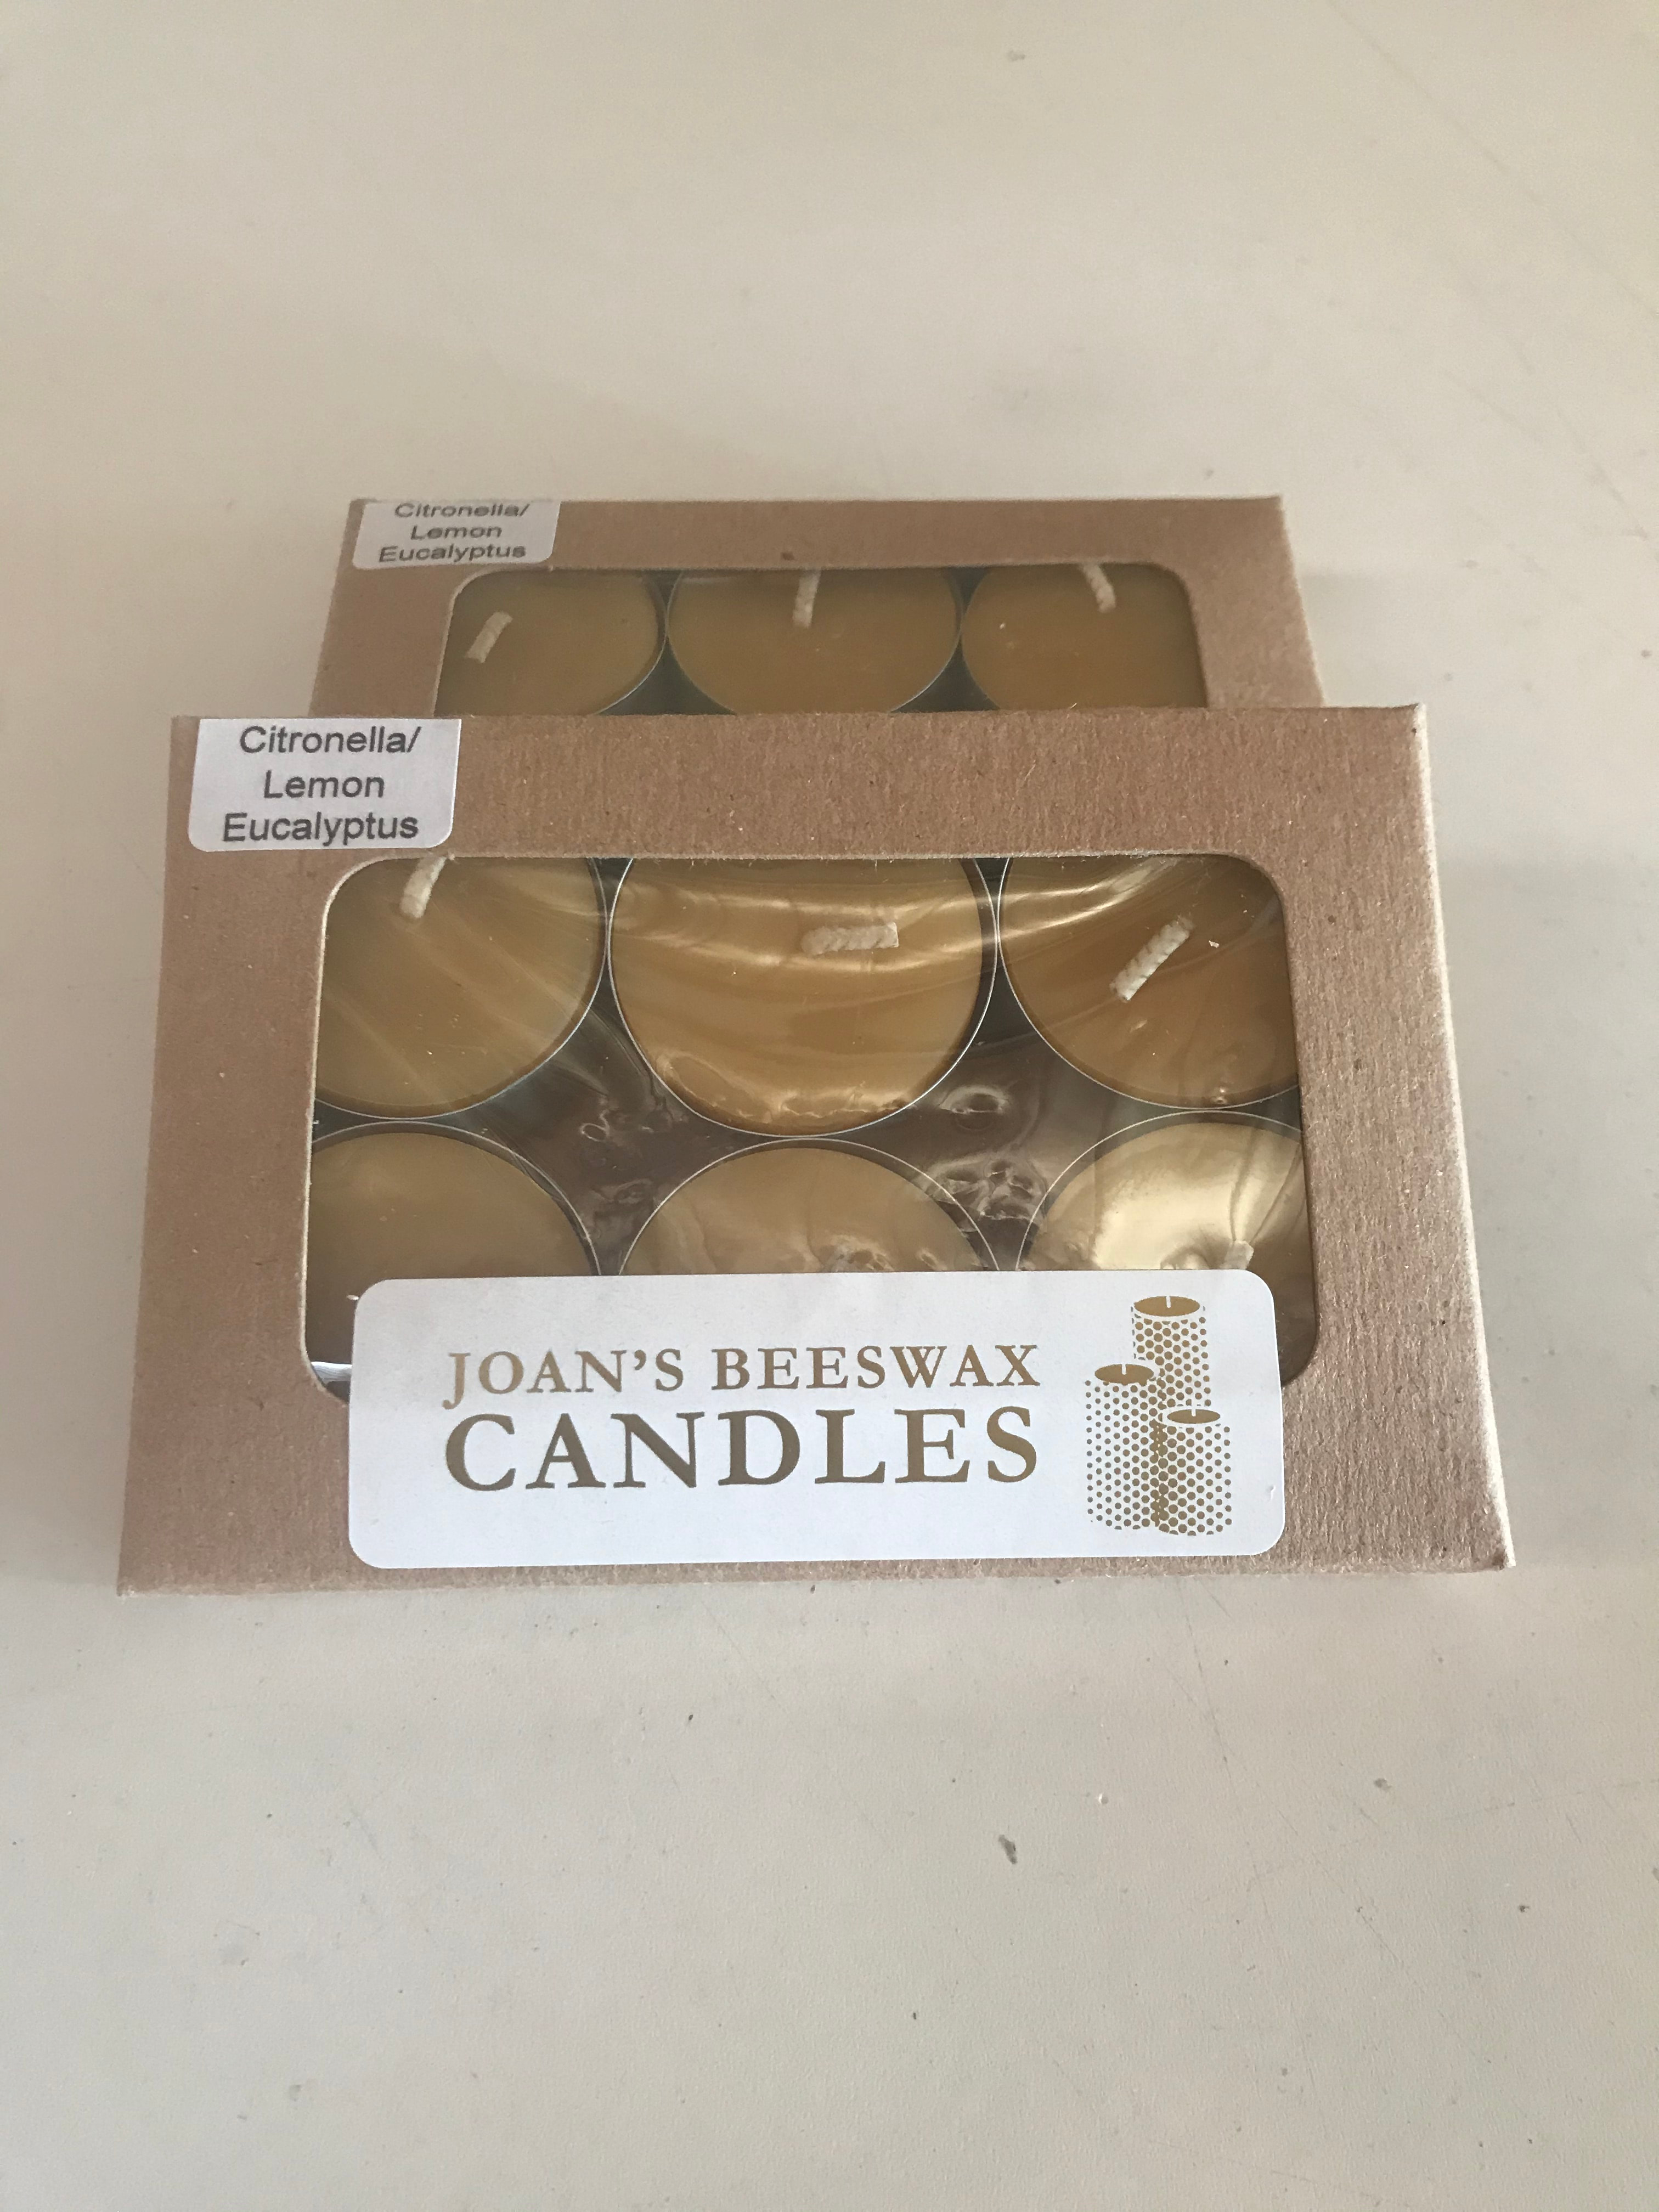 Citronella/
Lemon
Eucalyptus
Citronella/
Lemon
Eucalyptus
JOAN'S BEESWAX
CANDLES